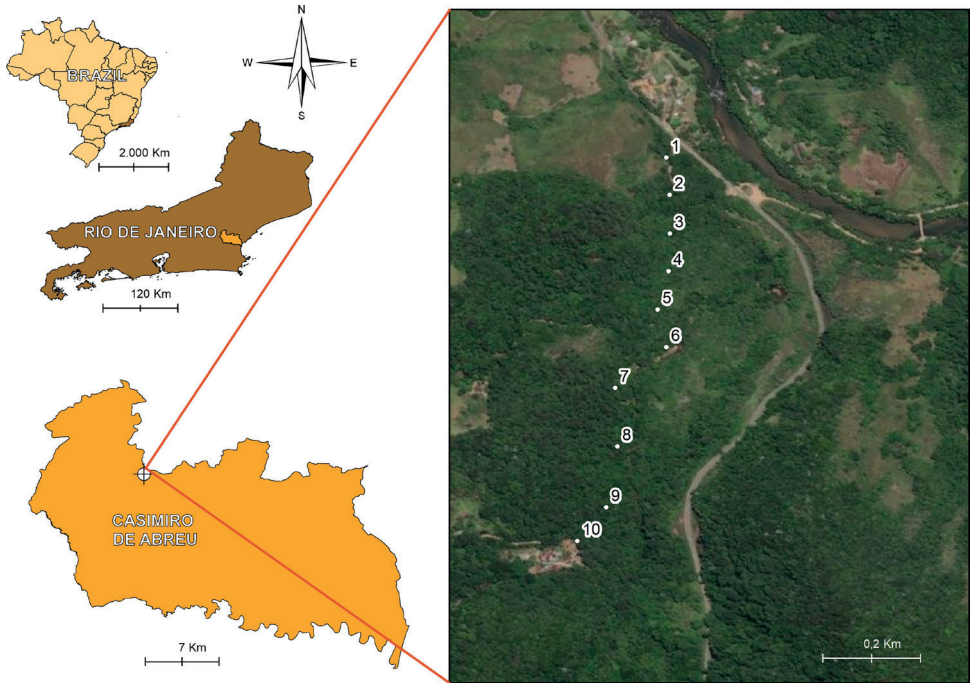 N
W
E
S
BRAZIL
2.000 Km
RIO DE JANEIRO
120 Km
CASIMIRO
DE ABREU
7 Km
1
2
3
4
5
6
7
8
9
10
0,2 Km